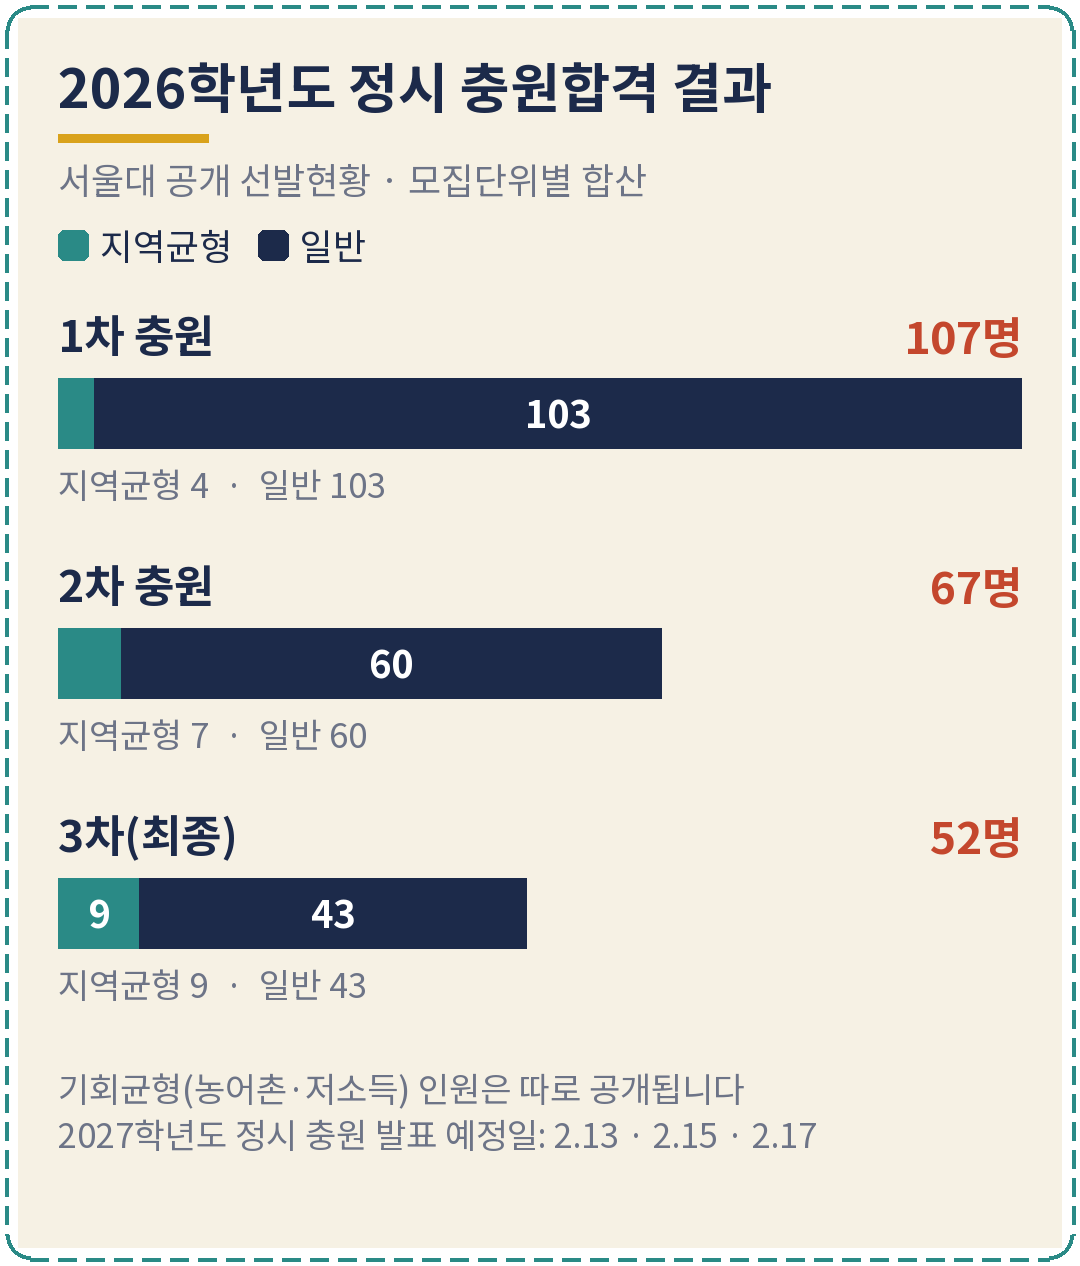 2026학년도 정시 충원합격 결과
서울대 공개 선발현황 · 모집단위별 합산
지역균형 일반
1차 충원 107명
103
지역균형 4 · 일반 103
2차 충원 67명
60
지역균형 7 · 일반 60
3차(최종) 52명
9 43
지역균형 9 · 일반 43
기회균형(농어촌·저소득) 인원은 따로 공개됩니다
2027학년도 정시 충원 발표 예정일: 2.13 · 2.15 · 2.17